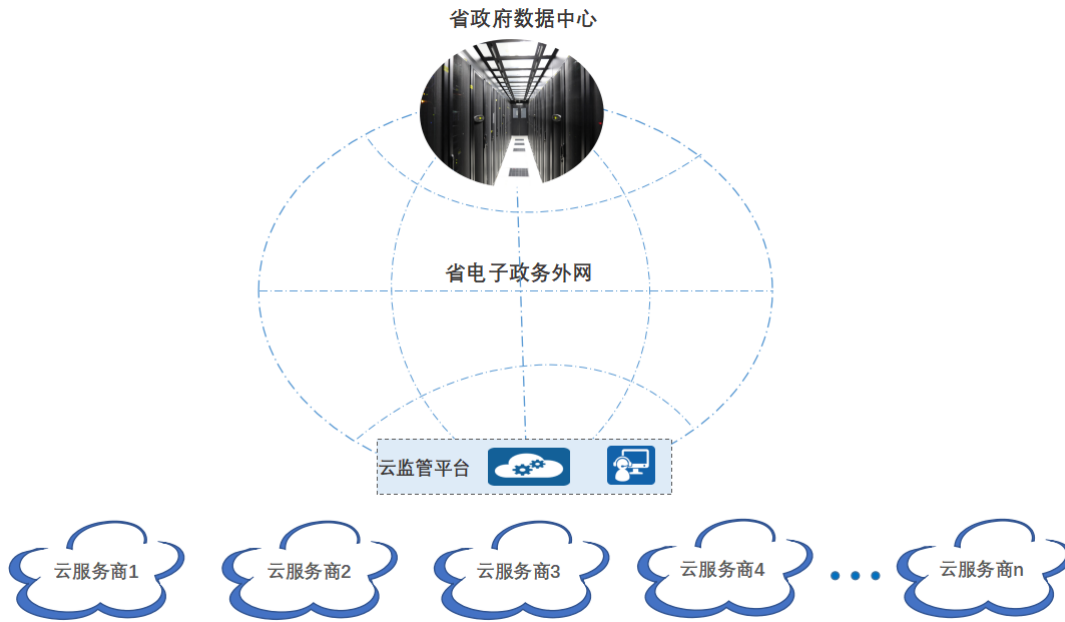 省政府数据中心
省电子政务外网
云监管平台
云服务商1
云服务商2
云服务商3
云服务商4
云服务商n